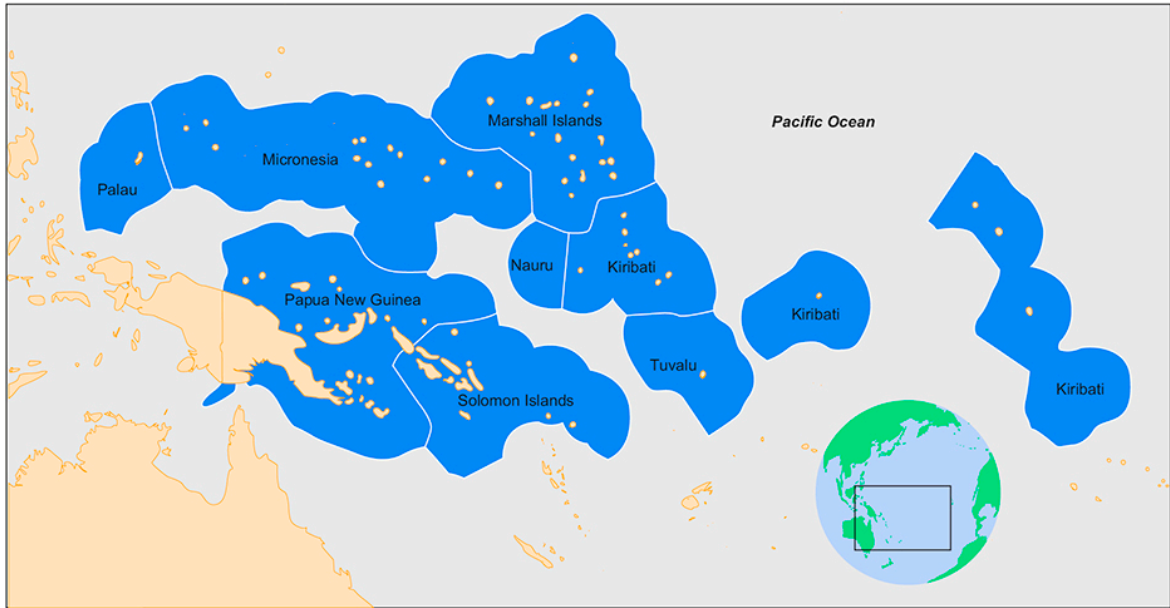 Marshall Islands
Pacific Ocean
Micronesia
Palau
Nauru
Kiribati
Papua New Guinea
Kiribati
Tuvalu
Kiribati
Solomon Islands